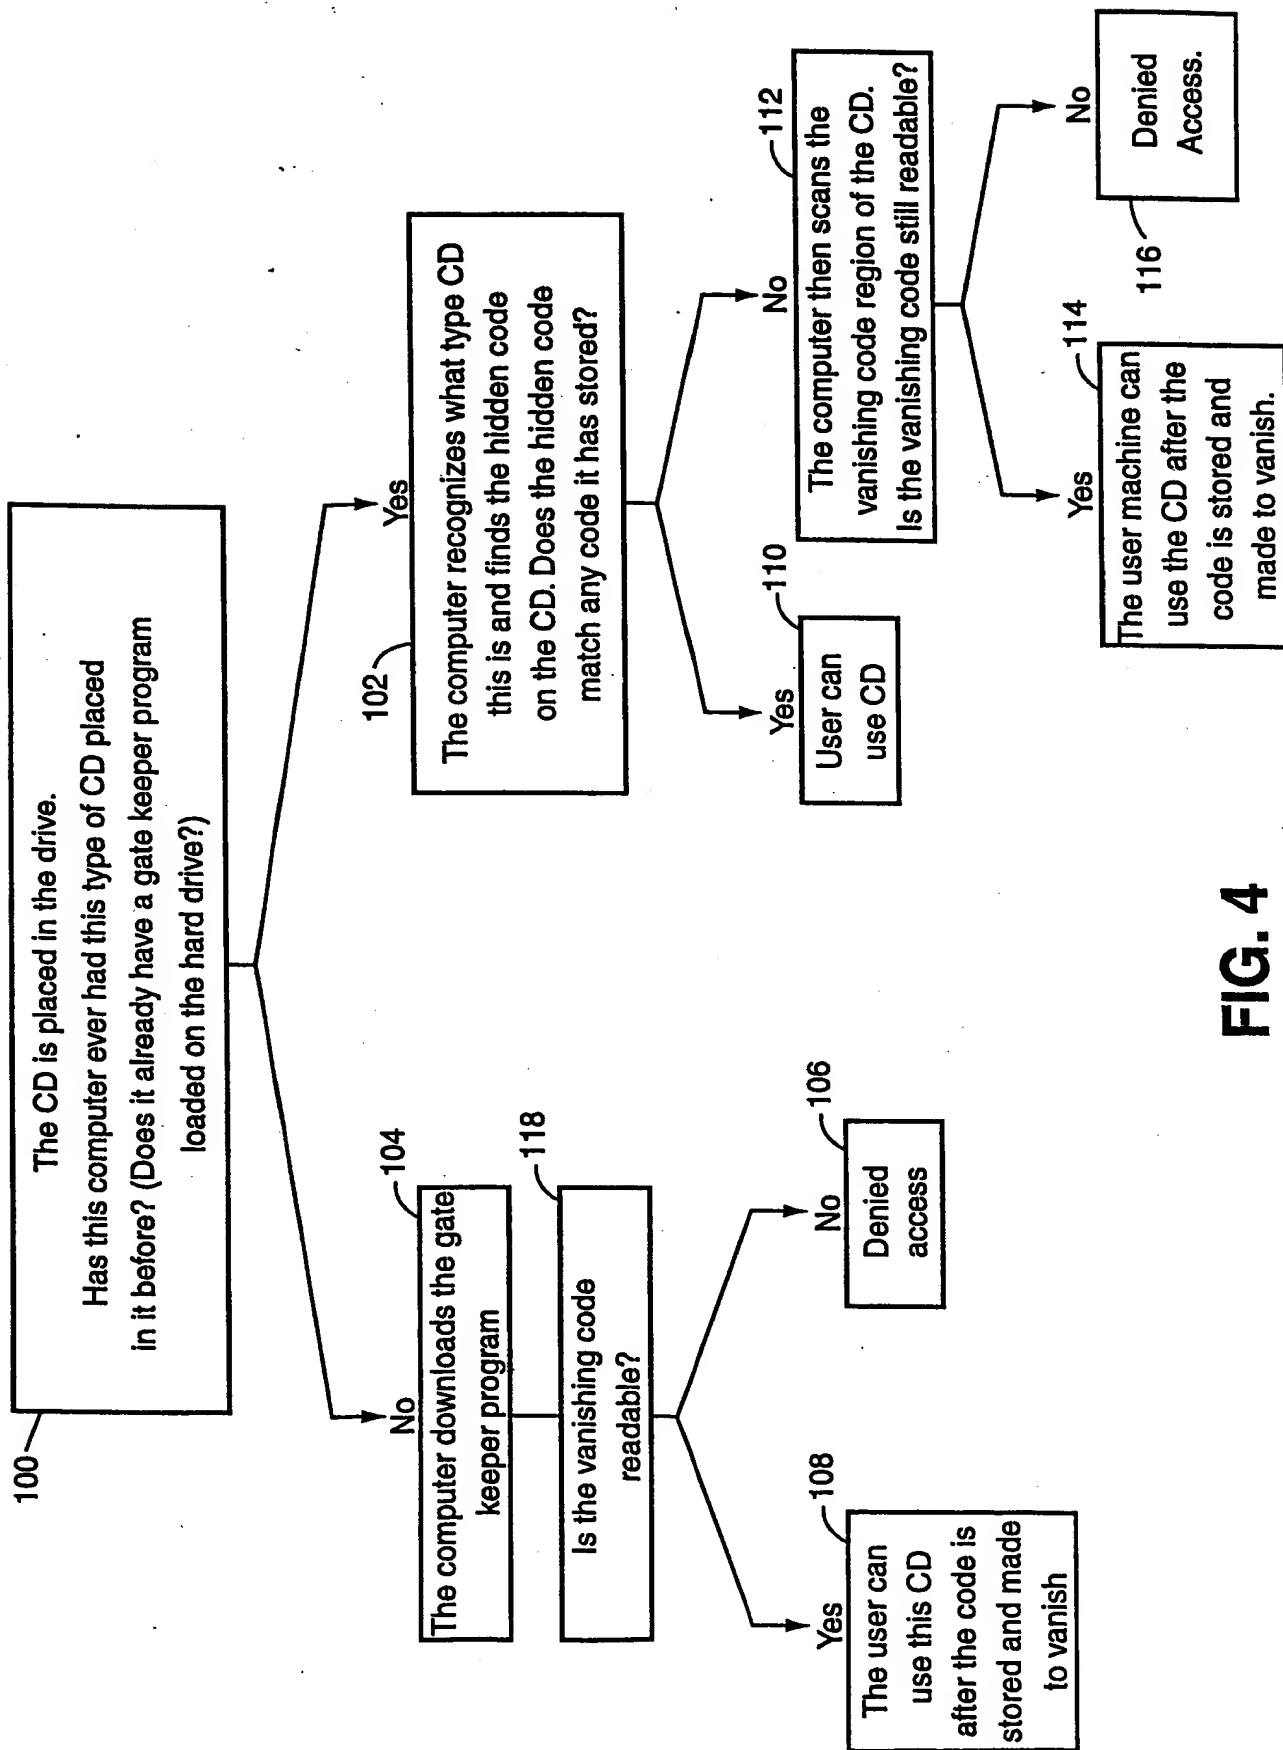 100
The CD is placed in the drive.
Has this computer ever had this type of CD placed
in it before? (Does it already have a gate keeper program
loaded on the hard drive?)
No
104
The computer downloads the gate
keeper program
118
Is the vanishing code
readable?
Yes
108
The user can
use this CD
after the code is
stored and made
to vanish
No
106
Denied
access
Yes
102
The computer recognizes what type CD
this is and finds the hidden code
on the CD. Does the hidden code
match any code it has stored?
Yes
110
User can
use CD
No
112
The computer then scans the
vanishing code region of the CD.
Is the vanishing code still readable?
Yes
114
The user machine can
use the CD after the
code is stored and
made to vanish.
No
116
Denied
Access.
FIG. 4